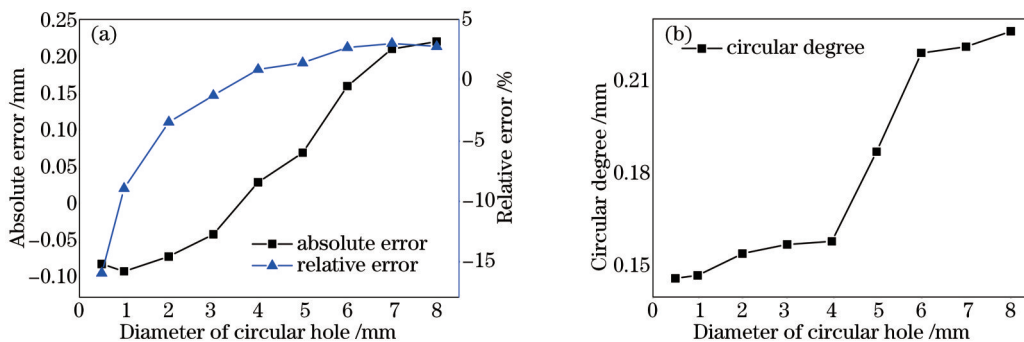 (a)
0.25
0.20
0.15
0.10
0.05
0
−0.05
−0.10
Absolute error /mm
5
0
−5
−10
−15
Relative error /%
absolute error
relative error
0 1 2 3 4 5 6 7 8
Diameter of circular hole /mm
(b)
circular degree
0.21
0.18
0.15
Circular degree /mm
0 1 2 3 4 5 6 7 8
Diameter of circular hole /mm